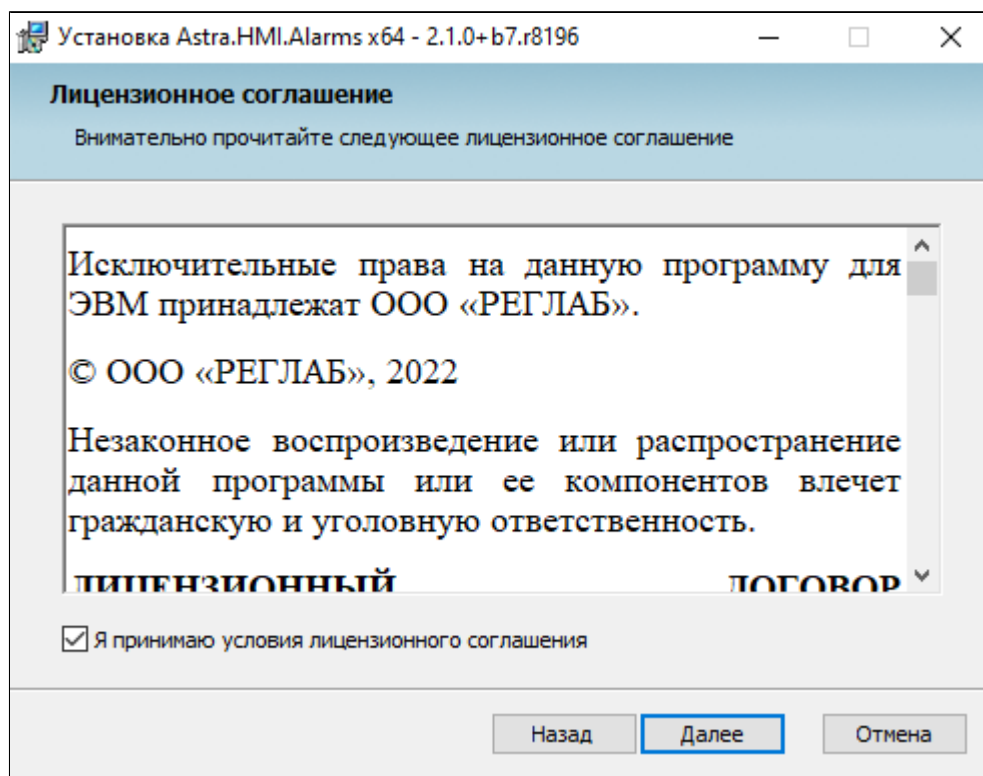 Установка Astra.HMI.Alarms x64 - 2.1.0+b7.r8196
Лицензионное соглашение
Внимательно прочитайте следующее лицензионное соглашение
Исключительные права на данную программу для
ЭВМ принадлежат ООО «РЕГЛАБ».
© ООО «РЕГЛАБ», 2022
Незаконное воспроизведение или распространение
данной программы или ее компонентов влечет
гражданскую и уголовную ответственность.
ЛИЦЕНЗИОННЫЙ ДОГОВОР
Я принимаю условия лицензионного соглашения
Назад Далее Отмена